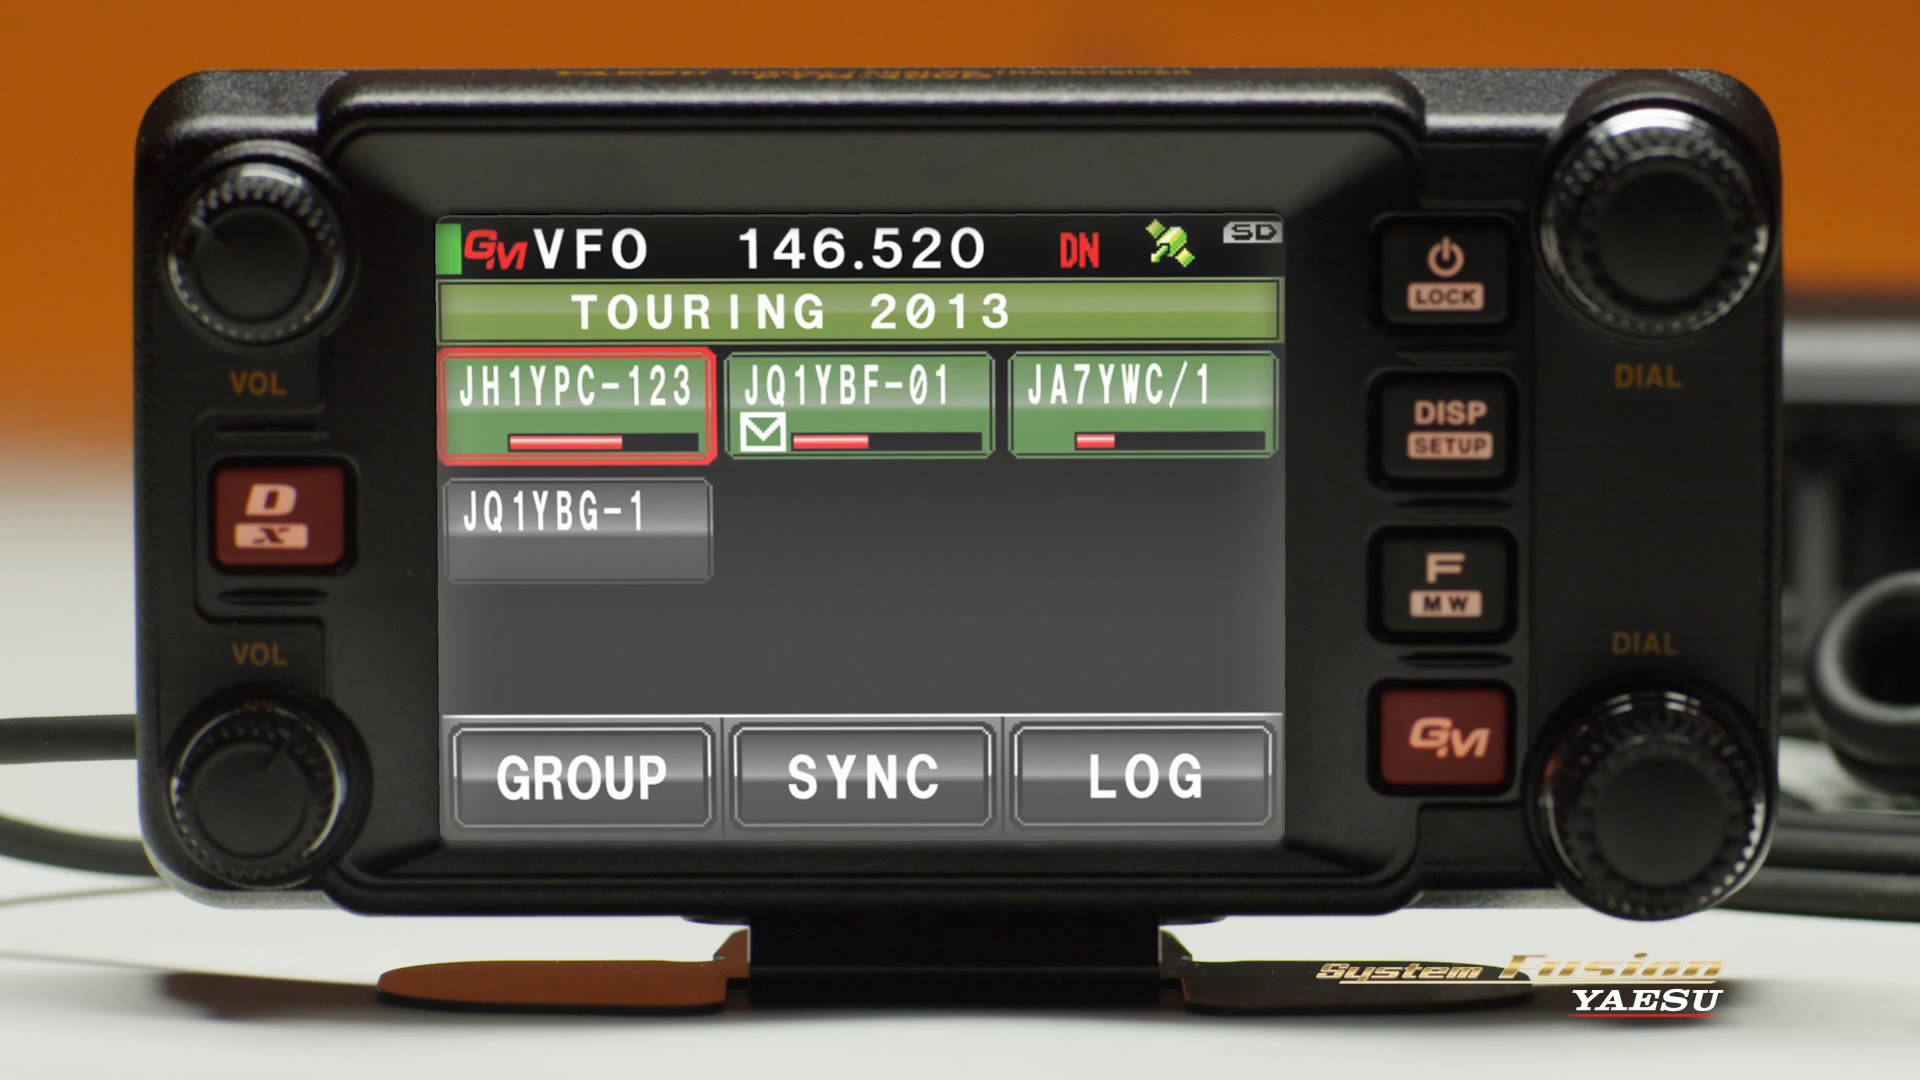 GM VFO 146.520 DN SD
TOURING 2013
JH1YPC-123 JQ1YBF-01 JA7YWC/1
JQ1YBG-1
GROUP SYNC LOG
VOL
D
X
VOL
LOCK
DISP
SETUP
F
MW
GM
DIAL
DIAL
System Fusion
YAESU